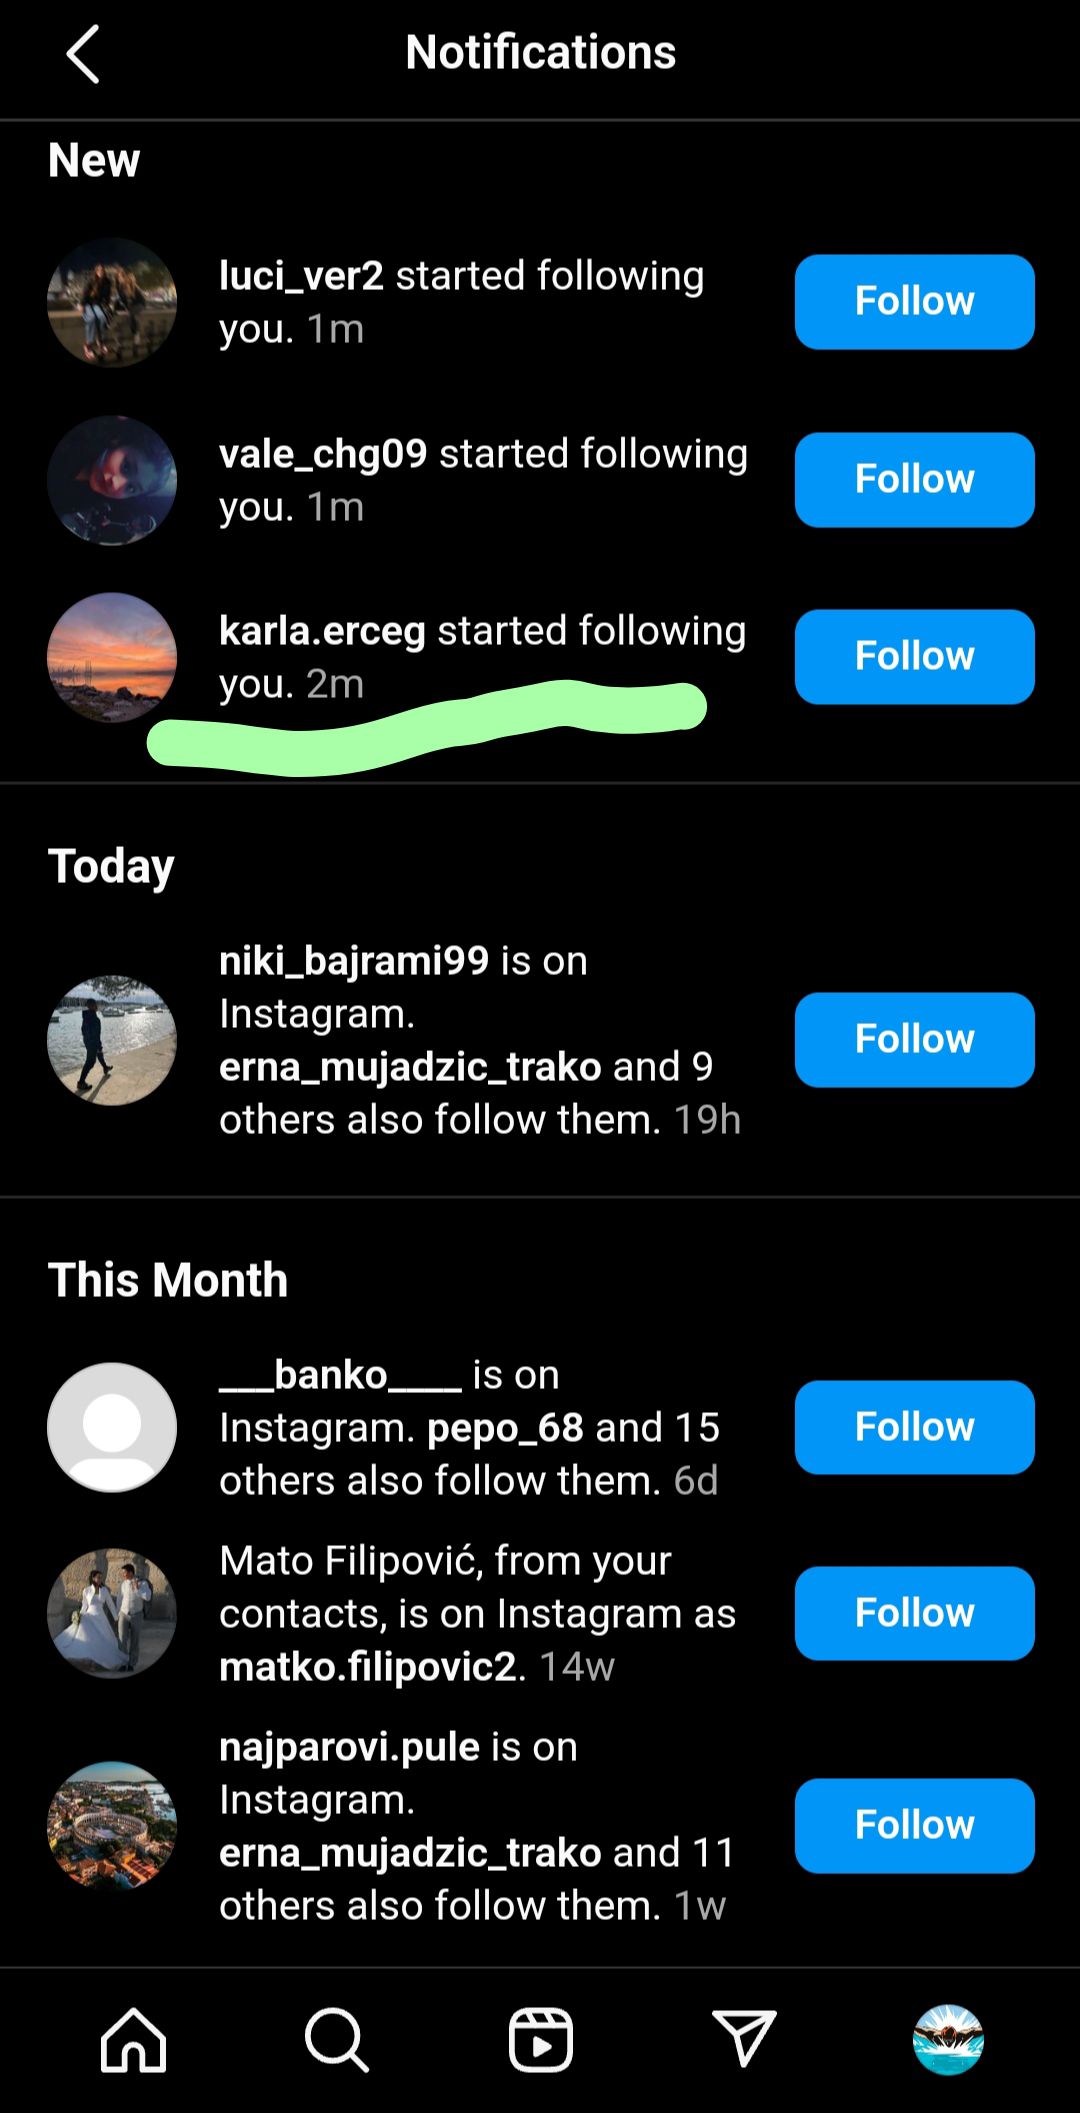 Notifications
New
luci_ver2 started following
you. 1m
Follow
vale_chg09 started following
you. 1m
Follow
karla.erceg started following
you. 2m
Follow
Today
niki_bajrami99 is on
Instagram.
erna_mujadzic_trako and 9
others also follow them. 19h
Follow
This Month
___banko____ is on
Instagram. pepo_68 and 15
others also follow them. 6d
Follow
Mato Filipović, from your
contacts, is on Instagram as
matko.filipovic2. 14w
Follow
najparovi.pule is on
Instagram.
erna_mujadzic_trako and 11
others also follow them. 1w
Follow